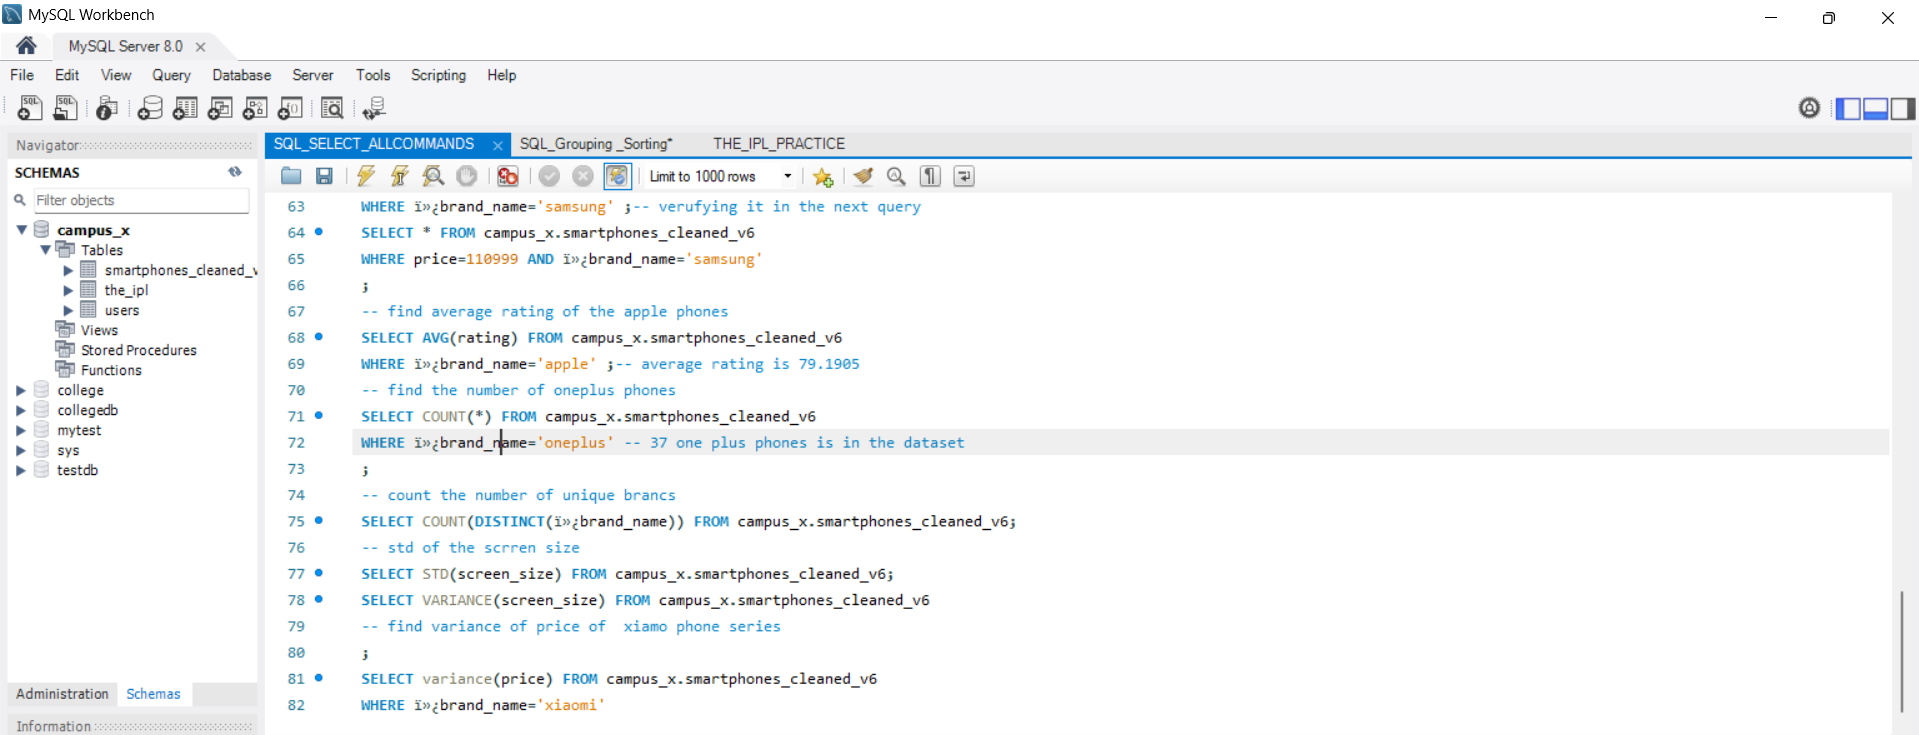 MySQL Workbench
MySQL Server 8.0
File Edit View Query Database Server Tools Scripting Help
Navigator
SCHEMAS
Filter objects
campus_x
Tables
smartphones_cleaned_v
the_ipl
users
Views
Stored Procedures
Functions
college
collegedb
mytest
sys
testdb
Administration Schemas
Information
SQL_SELECT_ALLCOMMANDS SQL_Grouping _Sorting* THE_IPL_PRACTICE
Limit to 1000 rows
63 WHERE ï»¿brand_name='samsung' ;-- verufying it in the next query
64 SELECT * FROM campus_x.smartphones_cleaned_v6
65 WHERE price=110999 AND ï»¿brand_name='samsung'
66 ;
67 -- find average rating of the apple phones
68 SELECT AVG(rating) FROM campus_x.smartphones_cleaned_v6
69 WHERE ï»¿brand_name='apple' ;-- average rating is 79.1905
70 -- find the number of oneplus phones
71 SELECT COUNT(*) FROM campus_x.smartphones_cleaned_v6
72 WHERE ï»¿brand_name='oneplus' -- 37 one plus phones is in the dataset
73 ;
74 -- count the number of unique brancs
75 SELECT COUNT(DISTINCT(ï»¿brand_name)) FROM campus_x.smartphones_cleaned_v6;
76 -- std of the scrren size
77 SELECT STD(screen_size) FROM campus_x.smartphones_cleaned_v6;
78 SELECT VARIANCE(screen_size) FROM campus_x.smartphones_cleaned_v6
79 -- find variance of price of  xiamo phone series
80 ;
81 SELECT variance(price) FROM campus_x.smartphones_cleaned_v6
82 WHERE ï»¿brand_name='xiaomi'